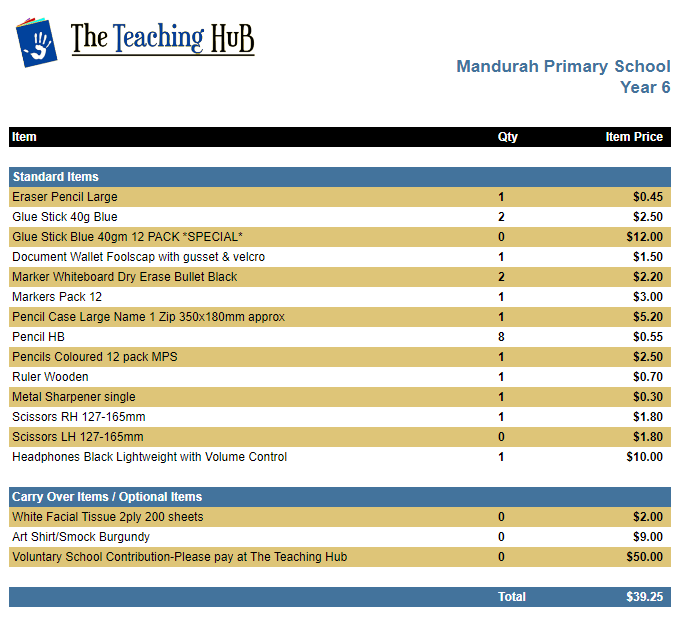 The Teaching HuB
Mandurah Primary School
Year 6
Item Qty Item Price
Standard Items
Eraser Pencil Large 1 $0.45
Glue Stick 40g Blue 2 $2.50
Glue Stick Blue 40gm 12 PACK *SPECIAL* 0 $12.00
Document Wallet Foolscap with gusset & velcro 1 $1.50
Marker Whiteboard Dry Erase Bullet Black 2 $2.20
Markers Pack 12 1 $3.00
Pencil Case Large Name 1 Zip 350x180mm approx 1 $5.20
Pencil HB 8 $0.55
Pencils Coloured 12 pack MPS 1 $2.50
Ruler Wooden 1 $0.70
Metal Sharpener single 1 $0.30
Scissors RH 127-165mm 1 $1.80
Scissors LH 127-165mm 0 $1.80
Headphones Black Lightweight with Volume Control 1 $10.00
Carry Over Items / Optional Items
White Facial Tissue 2ply 200 sheets 0 $2.00
Art Shirt/Smock Burgundy 0 $9.00
Voluntary School Contribution-Please pay at The Teaching Hub 0 $50.00
Total $39.25